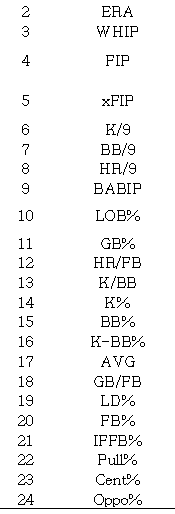 2 ERA
3 WHIP
4 FIP
5 xFIP
6 K/9
7 BB/9
8 HR/9
9 BABIP
10 LOB%
11 GB%
12 HR/FB
13 K/BB
14 K%
15 BB%
16 K-BB%
17 AVG
18 GB/FB
19 LD%
20 FB%
21 IFFB%
22 Pull%
23 Cent%
24 Oppo%